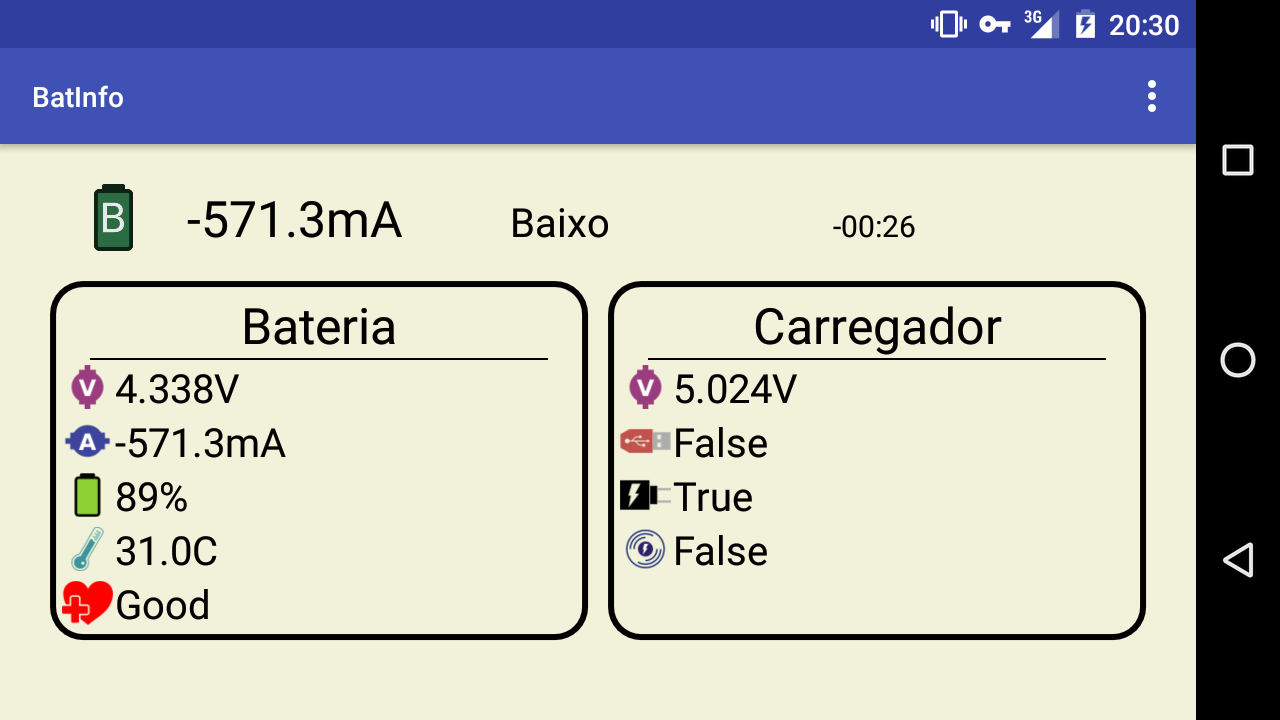 3G 20:30
BatInfo
B -571.3mA Baixo -00:26
Bateria
V 4.338V
A -571.3mA
89%
31.0C
Good
Carregador
V 5.024V
False
True
False